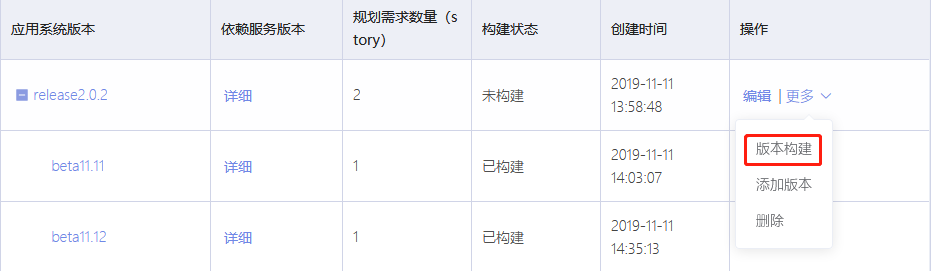 应用系统版本 依赖服务版本 规划需求数量（s 构建状态 创建时间 操作
tory）
release2.0.2 详细 2 未构建 2019-11-11 编辑 | 更多
13:58:48
版本构建
beta11.11 详细 1 已构建 2019-11-11
14:03:07
添加版本
删除
beta11.12 详细 1 已构建 2019-11-11
14:35:13